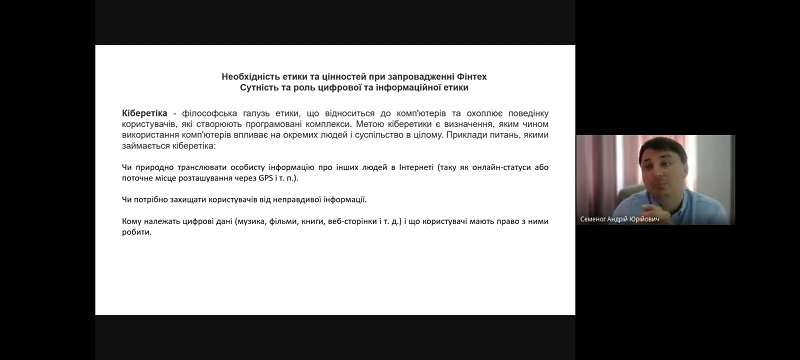 Необхідність етики та цінностей при запровадженні Фінтех
Сутність та роль цифрової та інформаційної етики
Кіберетіка - філософська галузь етики, що відноситься до комп'ютерів та охоплює поведінку
користувачів, які створюють програмовані комплекси. Метою кіберетики є визначення, яким чином
використання комп'ютерів впливає на окремих людей і суспільство в цілому. Приклади питань, якими
займається кіберетіка:
Чи природно транслювати особисту інформацію про інших людей в Інтернеті (таку як онлайн-статуси або
поточне місце розташування через GPS і т. п.).
Чи потрібно захищати користувачів від неправдивої інформації.
Кому належать цифрові дані (музика, фільми, книги, веб-сторінки і т. д.) і що користувачі мають право з ними
робити.
Семеног Андрій Юрійович